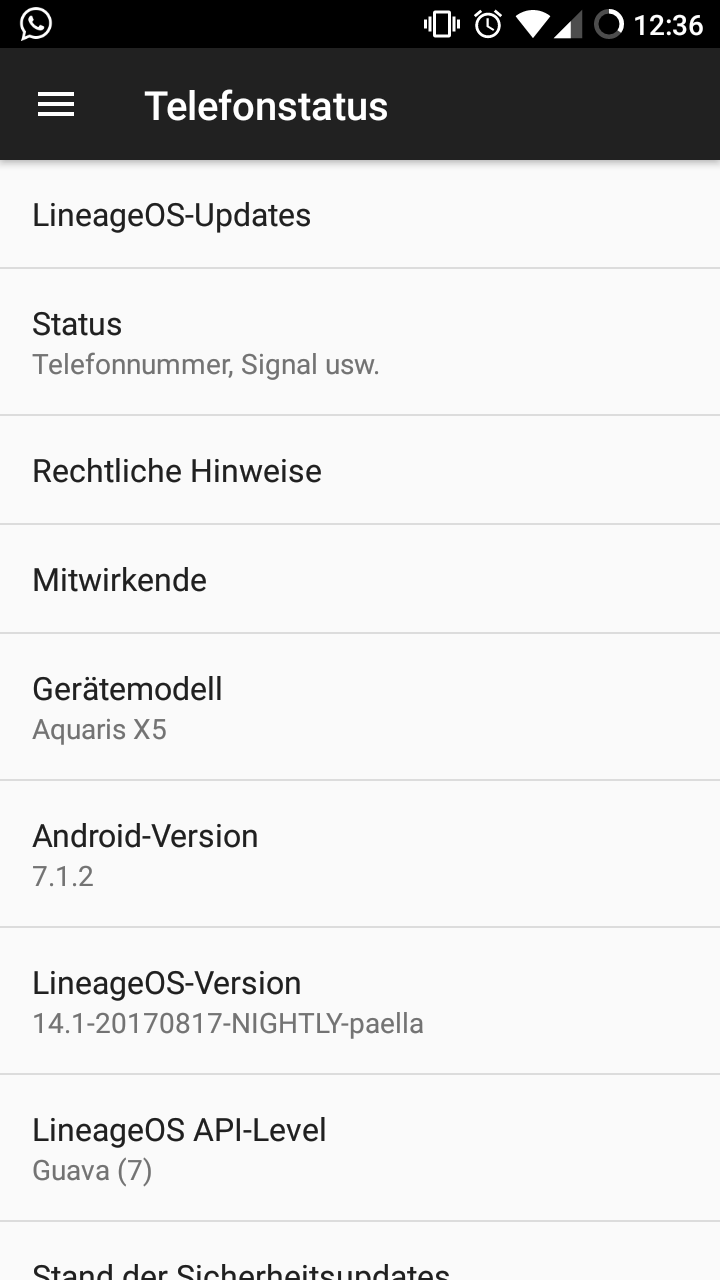 12:36
Telefonstatus
LineageOS-Updates
Status
Telefonnummer, Signal usw.
Rechtliche Hinweise
Mitwirkende
Gerätemodell
Aquaris X5
Android-Version
7.1.2
LineageOS-Version
14.1-20170817-NIGHTLY-paella
LineageOS API-Level
Guava (7)
Stand der Sicherheitsupdates